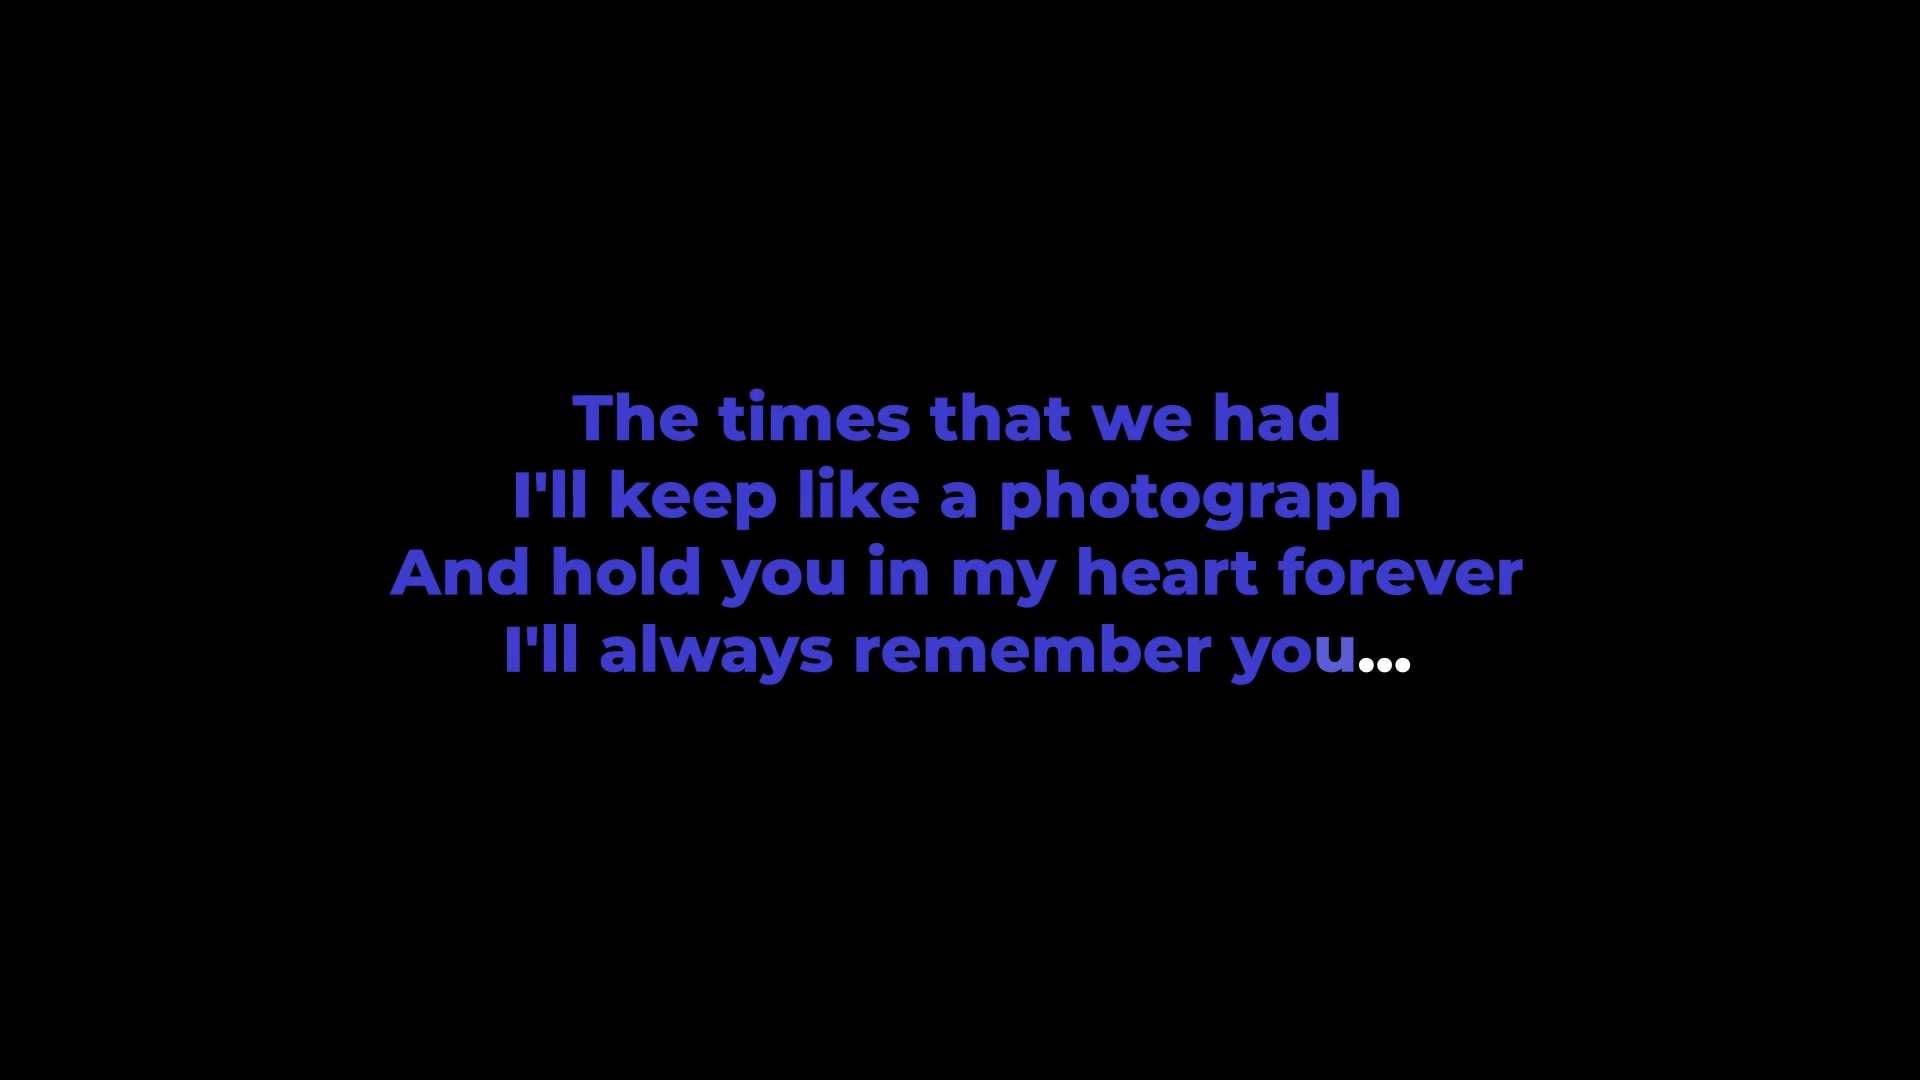 The times that we had
I'll keep like a photograph
And hold you in my heart forever
I'll always remember you...